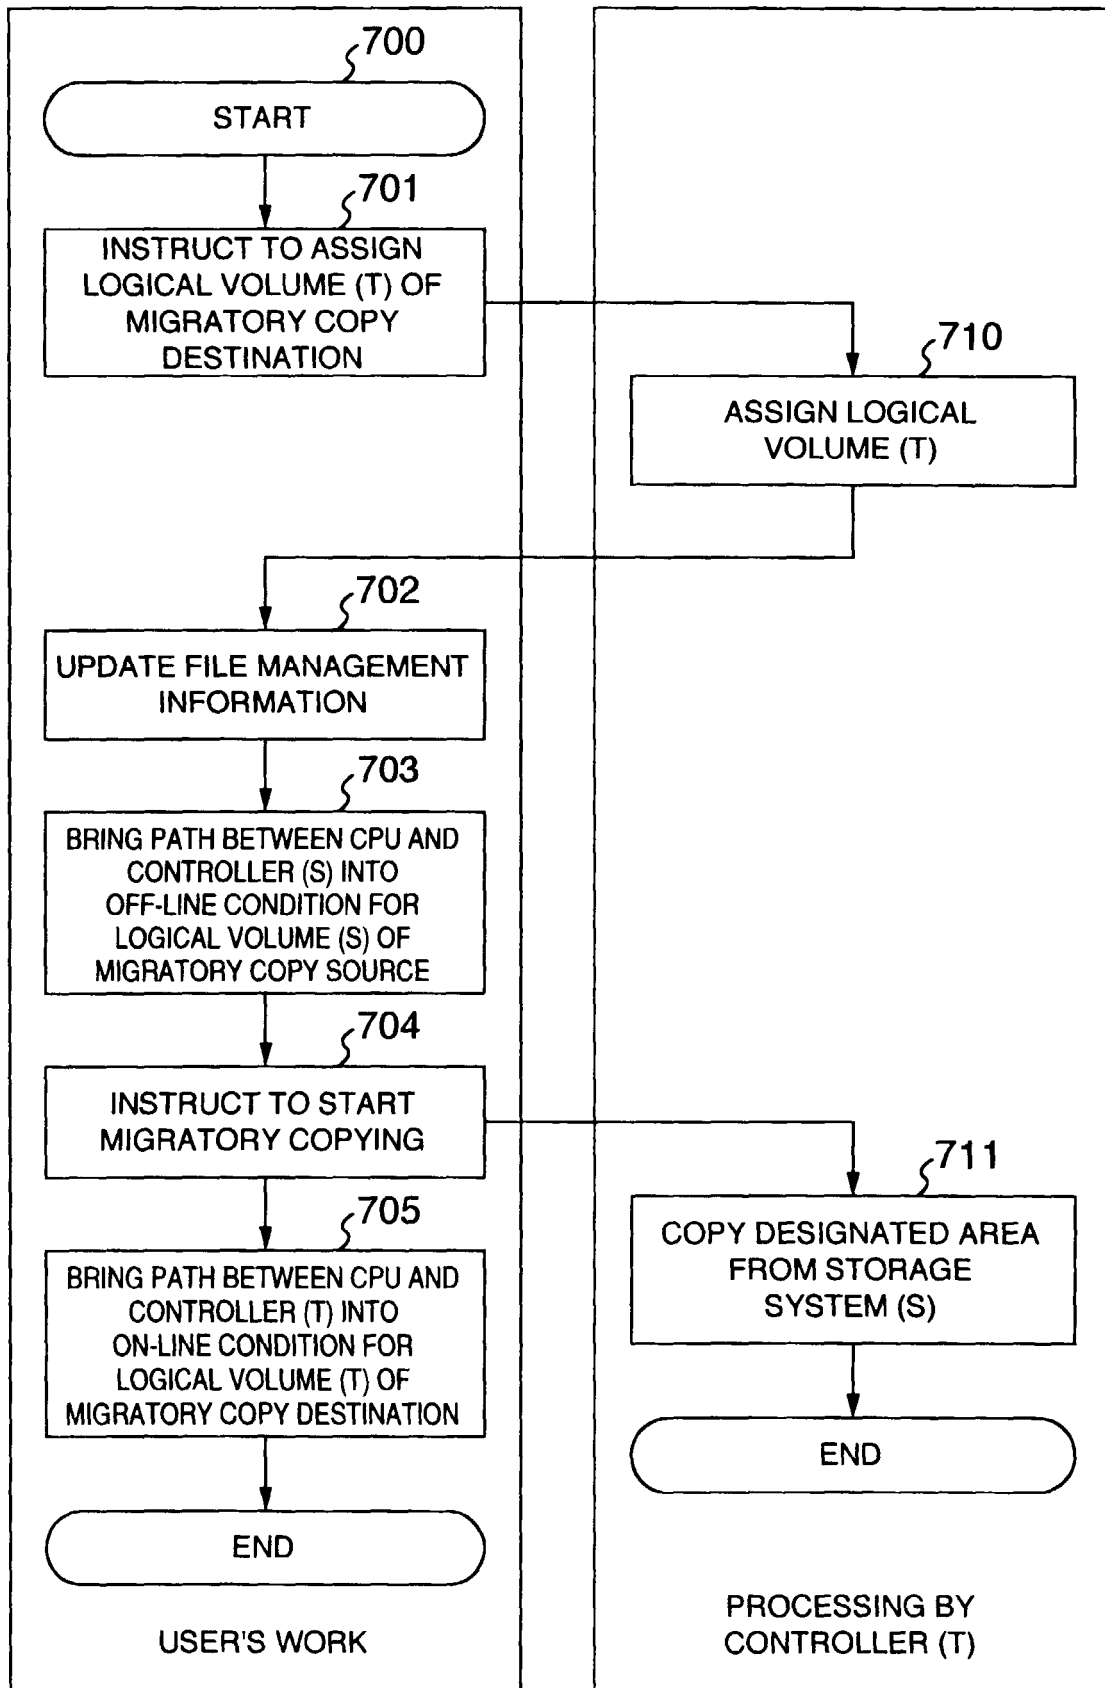 700
START
701
INSTRUCT TO ASSIGN
LOGICAL VOLUME (T) OF
MIGRATORY COPY
DESTINATION
710
ASSIGN LOGICAL
VOLUME (T)
702
UPDATE FILE MANAGEMENT
INFORMATION
703
BRING PATH BETWEEN CPU AND
CONTROLLER (S) INTO
OFF-LINE CONDITION FOR
LOGICAL VOLUME (S) OF
MIGRATORY COPY SOURCE
704
INSTRUCT TO START
MIGRATORY COPYING
711
COPY DESIGNATED AREA
FROM STORAGE
SYSTEM (S)
705
BRING PATH BETWEEN CPU AND
CONTROLLER (T) INTO
ON-LINE CONDITION FOR
LOGICAL VOLUME (T) OF
MIGRATORY COPY DESTINATION
END
END
USER'S WORK
PROCESSING BY
CONTROLLER (T)